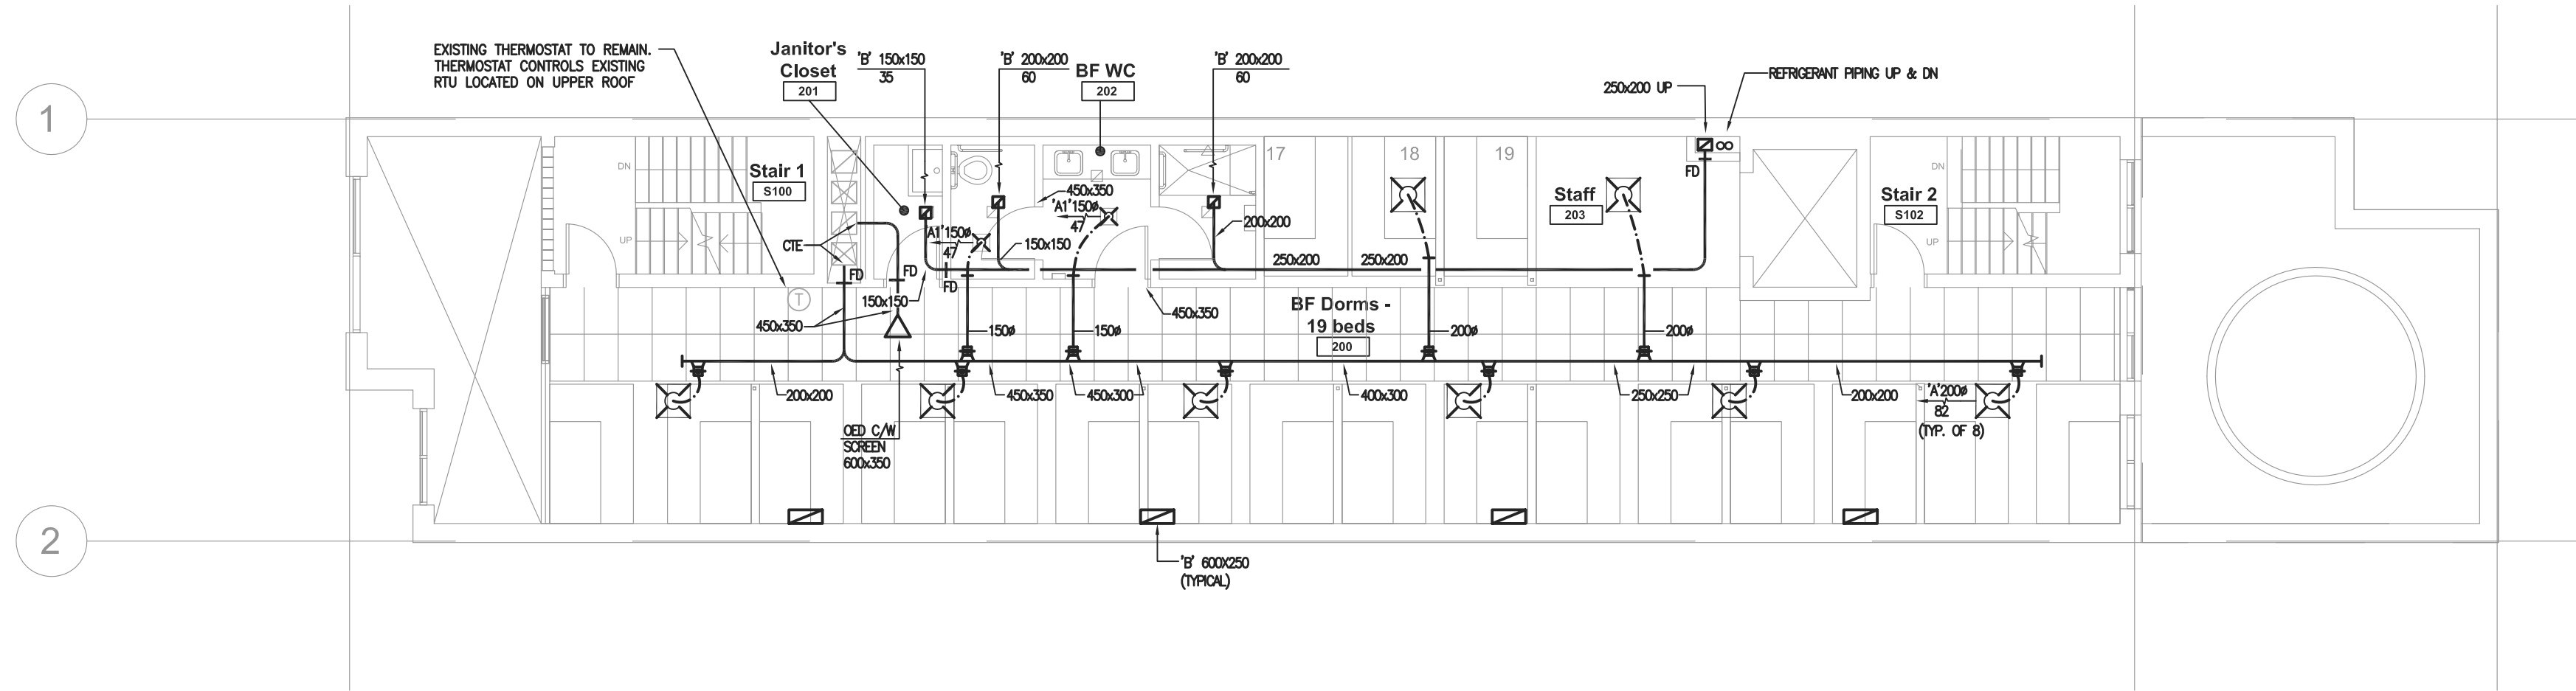 EXISTING THERMOSTAT TO REMAIN.
THERMOSTAT CONTROLS EXISTING
RTU LOCATED ON UPPER ROOF
Janitor's
Closet
201
'B' 150x150
35
'B' 200x200
60
BF WC
202
'B' 200x200
60
250x200 UP
REFRIGERANT PIPING UP & DN
1
DN
Stair 1
S100
UP
CTE
FD
FD
FD
450x350
'A1'150ø
47
'A1'150ø
47
150x150
200x200
17
18
19
250x200
250x200
Staff
203
FD
Stair 2
S102
DN
UP
T
150x150
450x350
450x350
BF Dorms -
19 beds
200
150ø
150ø
200ø
200ø
200x200
450x350
450x300
400x300
250x250
200x200
'A'200ø
82
(TYP. OF 8)
OED C/W
SCREEN
600x350
2
'B' 600X250
(TYPICAL)